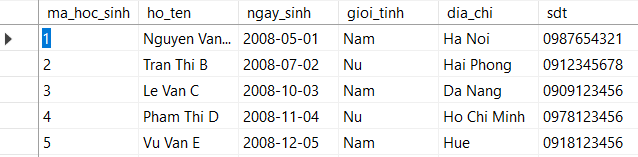 ma_hoc_sinh ho_ten ngay_sinh gioi_tinh dia_chi sdt
1 Nguyen Van... 2008-05-01 Nam Ha Noi 0987654321
2 Tran Thi B 2008-07-02 Nu Hai Phong 0912345678
3 Le Van C 2008-10-03 Nam Da Nang 0909123456
4 Pham Thi D 2008-11-04 Nu Ho Chi Minh 0978123456
5 Vu Van E 2008-12-05 Nam Hue 0918123456